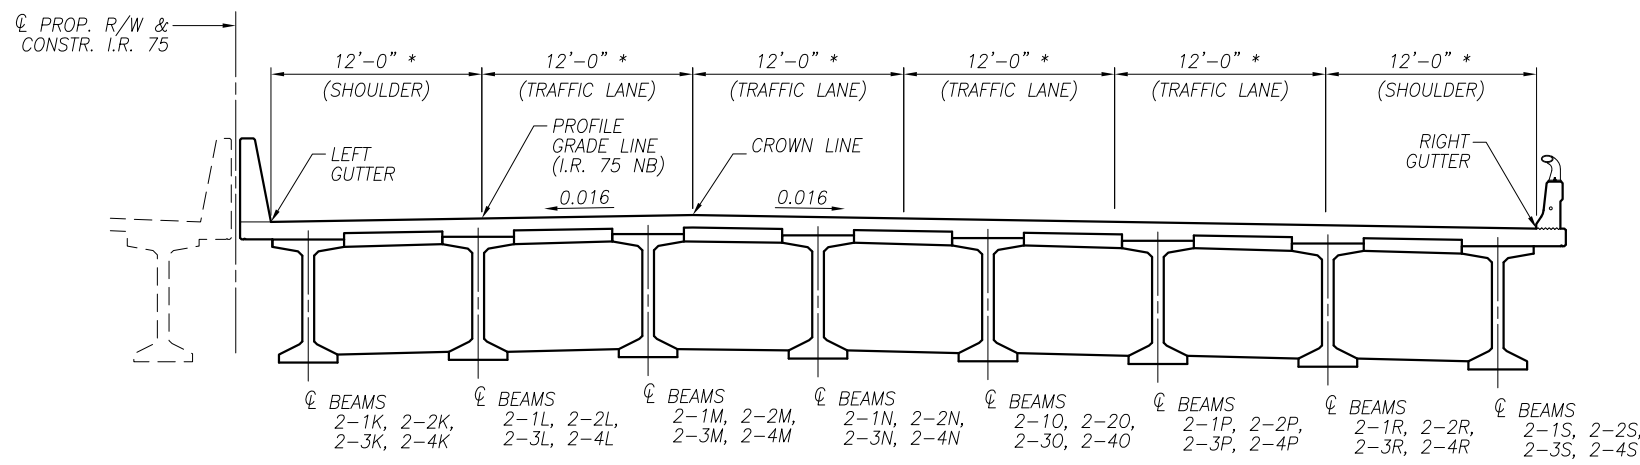 ℄ PROP. R/W &
CONSTR. I.R. 75
12'-0" *
(SHOULDER)
12'-0" *
(TRAFFIC LANE)
12'-0" *
(TRAFFIC LANE)
12'-0" *
(TRAFFIC LANE)
12'-0" *
(TRAFFIC LANE)
12'-0" *
(SHOULDER)
LEFT
GUTTER
PROFILE
GRADE LINE
(I.R. 75 NB)
CROWN LINE
RIGHT
GUTTER
0.016
0.016
℄ BEAMS
2-1K, 2-2K,
2-3K, 2-4K
℄ BEAMS
2-1L, 2-2L,
2-3L, 2-4L
℄ BEAMS
2-1M, 2-2M,
2-3M, 2-4M
℄ BEAMS
2-1N, 2-2N,
2-3N, 2-4N
℄ BEAMS
2-1O, 2-2O,
2-3O, 2-4O
℄ BEAMS
2-1P, 2-2P,
2-3P, 2-4P
℄ BEAMS
2-1R, 2-2R,
2-3R, 2-4R
℄ BEAMS
2-1S, 2-2S,
2-3S, 2-4S